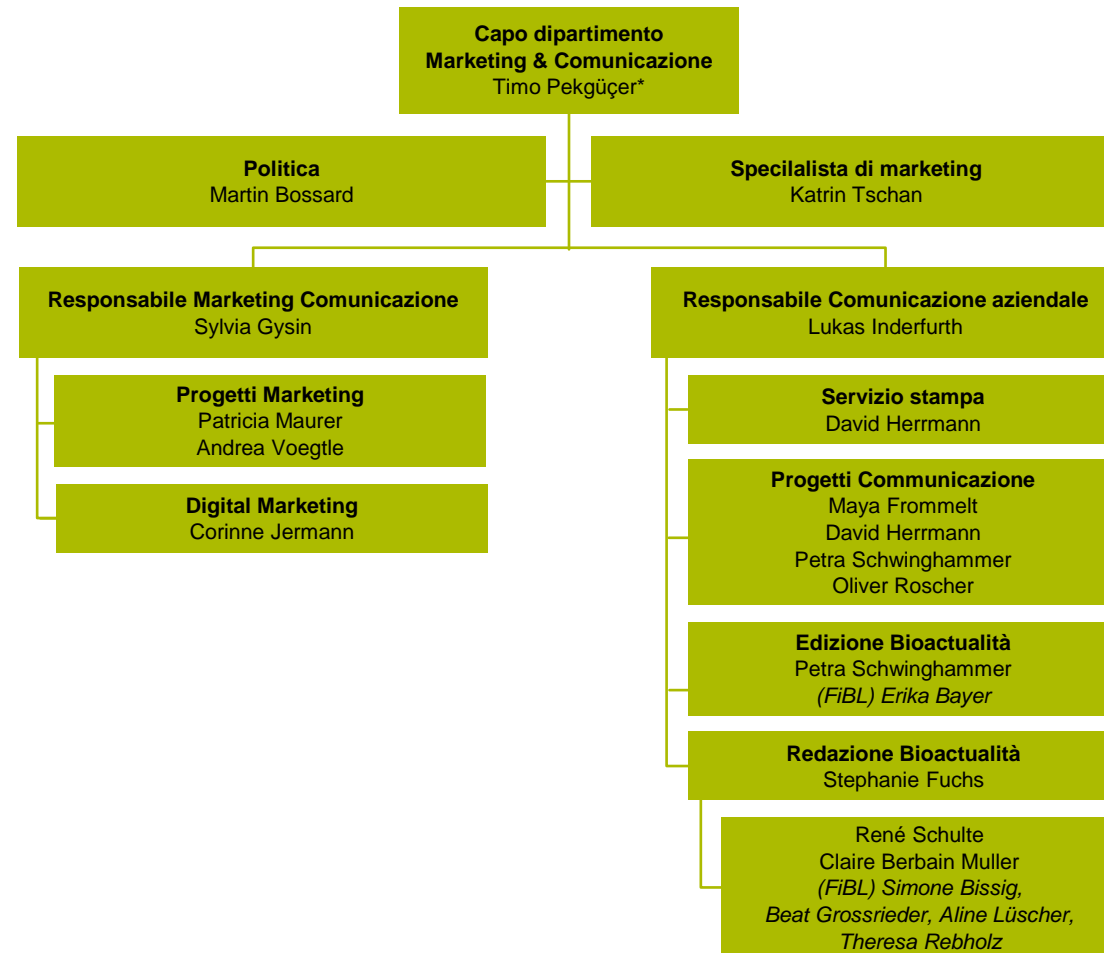 Capo dipartimento
Marketing & Comunicazione
Timo Pekgüçer*
Politica
Martin Bossard
Specilalista di marketing
Katrin Tschan
Responsabile Marketing Comunicazione
Sylvia Gysin
Progetti Marketing
Patricia Maurer
Andrea Voegtle
Digital Marketing
Corinne Jermann
Responsabile Comunicazione aziendale
Lukas Inderfurth
Servizio stampa
David Herrmann
Progetti Communicazione
Maya Frommelt
David Herrmann
Petra Schwinghammer
Oliver Roscher
Edizione Bioactualità
Petra Schwinghammer
(FiBL) Erika Bayer
Redazione Bioactualità
Stephanie Fuchs
René Schulte
Claire Berbain Muller
(FiBL) Simone Bissig,
Beat Grossrieder, Aline Lüscher,
Theresa Rebholz